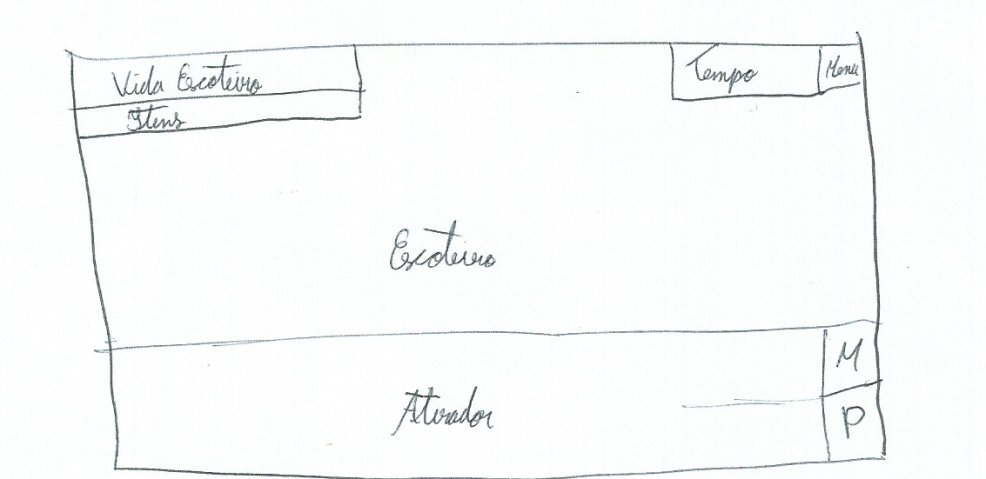 Vida Escoteiro
Tempo
Menu
Itens
Escoteiro
M
Atirador
P